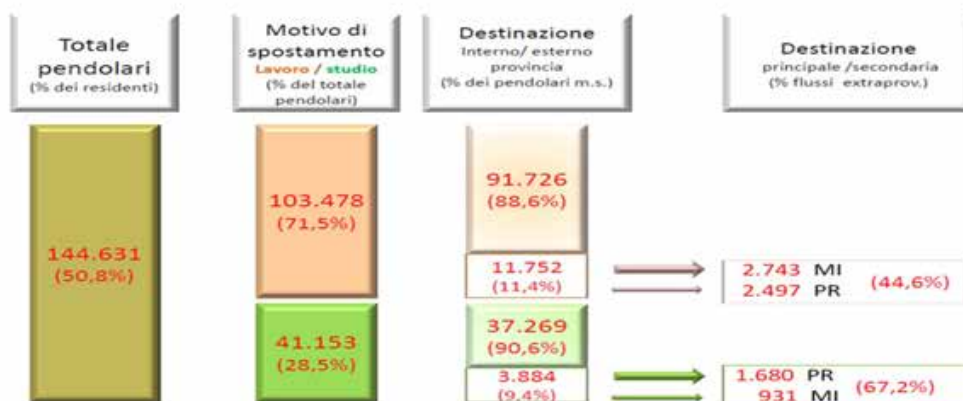 Totale
pendolari
(% dei residenti)
Motivo di
spostamento
Lavoro / studio
(% del totale
pendolari)
Destinazione
Interno/ esterno
provincia
(% dei pendolari m.s.)
Destinazione
principale /secondaria
(% flussi extraprov.)
144.631
(50,8%)
103.478
(71,5%)
41.153
(28,5%)
91.726
(88,6%)
11.752
(11,4%)
37.269
(90,6%)
3.884
(9,4%)
2.743 MI
2.497 PR
(44,6%)
1.680 PR
931 MI
(67,2%)